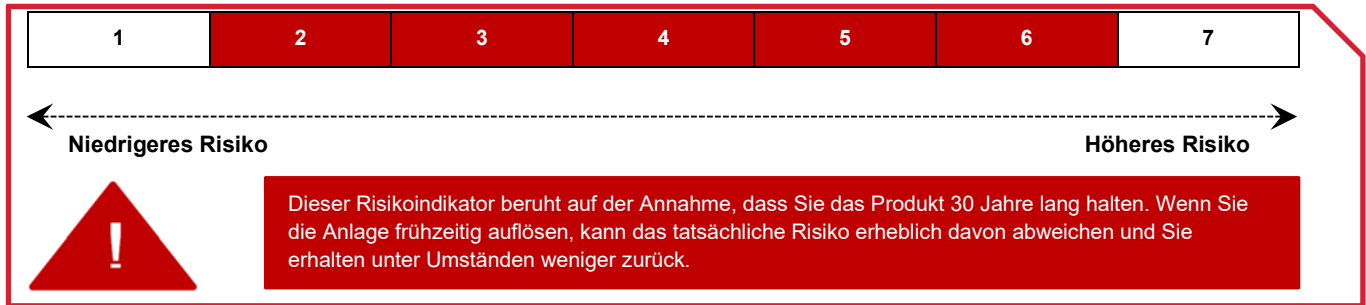 1 2 3 4 5 6 7
Niedrigeres Risiko Höheres Risiko
!
Dieser Risikoindikator beruht auf der Annahme, dass Sie das Produkt 30 Jahre lang halten. Wenn Sie
die Anlage frühzeitig auflösen, kann das tatsächliche Risiko erheblich davon abweichen und Sie
erhalten unter Umständen weniger zurück.